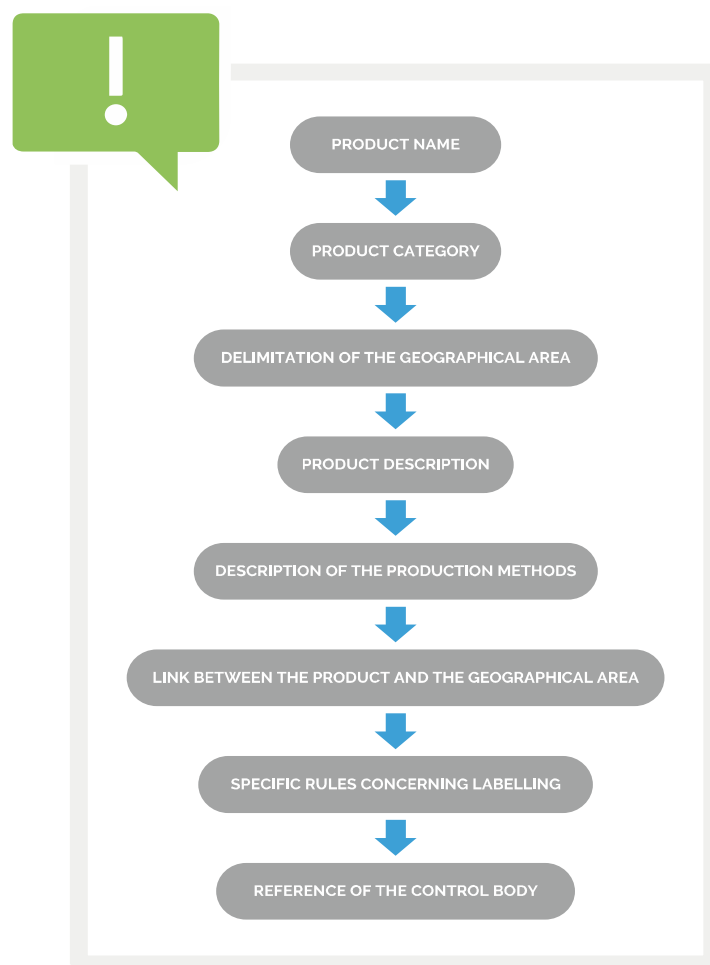 PRODUCT NAME
PRODUCT CATEGORY
DELIMITATION OF THE GEOGRAPHICAL AREA
PRODUCT DESCRIPTION
DESCRIPTION OF THE PRODUCTION METHODS
LINK BETWEEN THE PRODUCT AND THE GEOGRAPHICAL AREA
SPECIFIC RULES CONCERNING LABELLING
REFERENCE OF THE CONTROL BODY